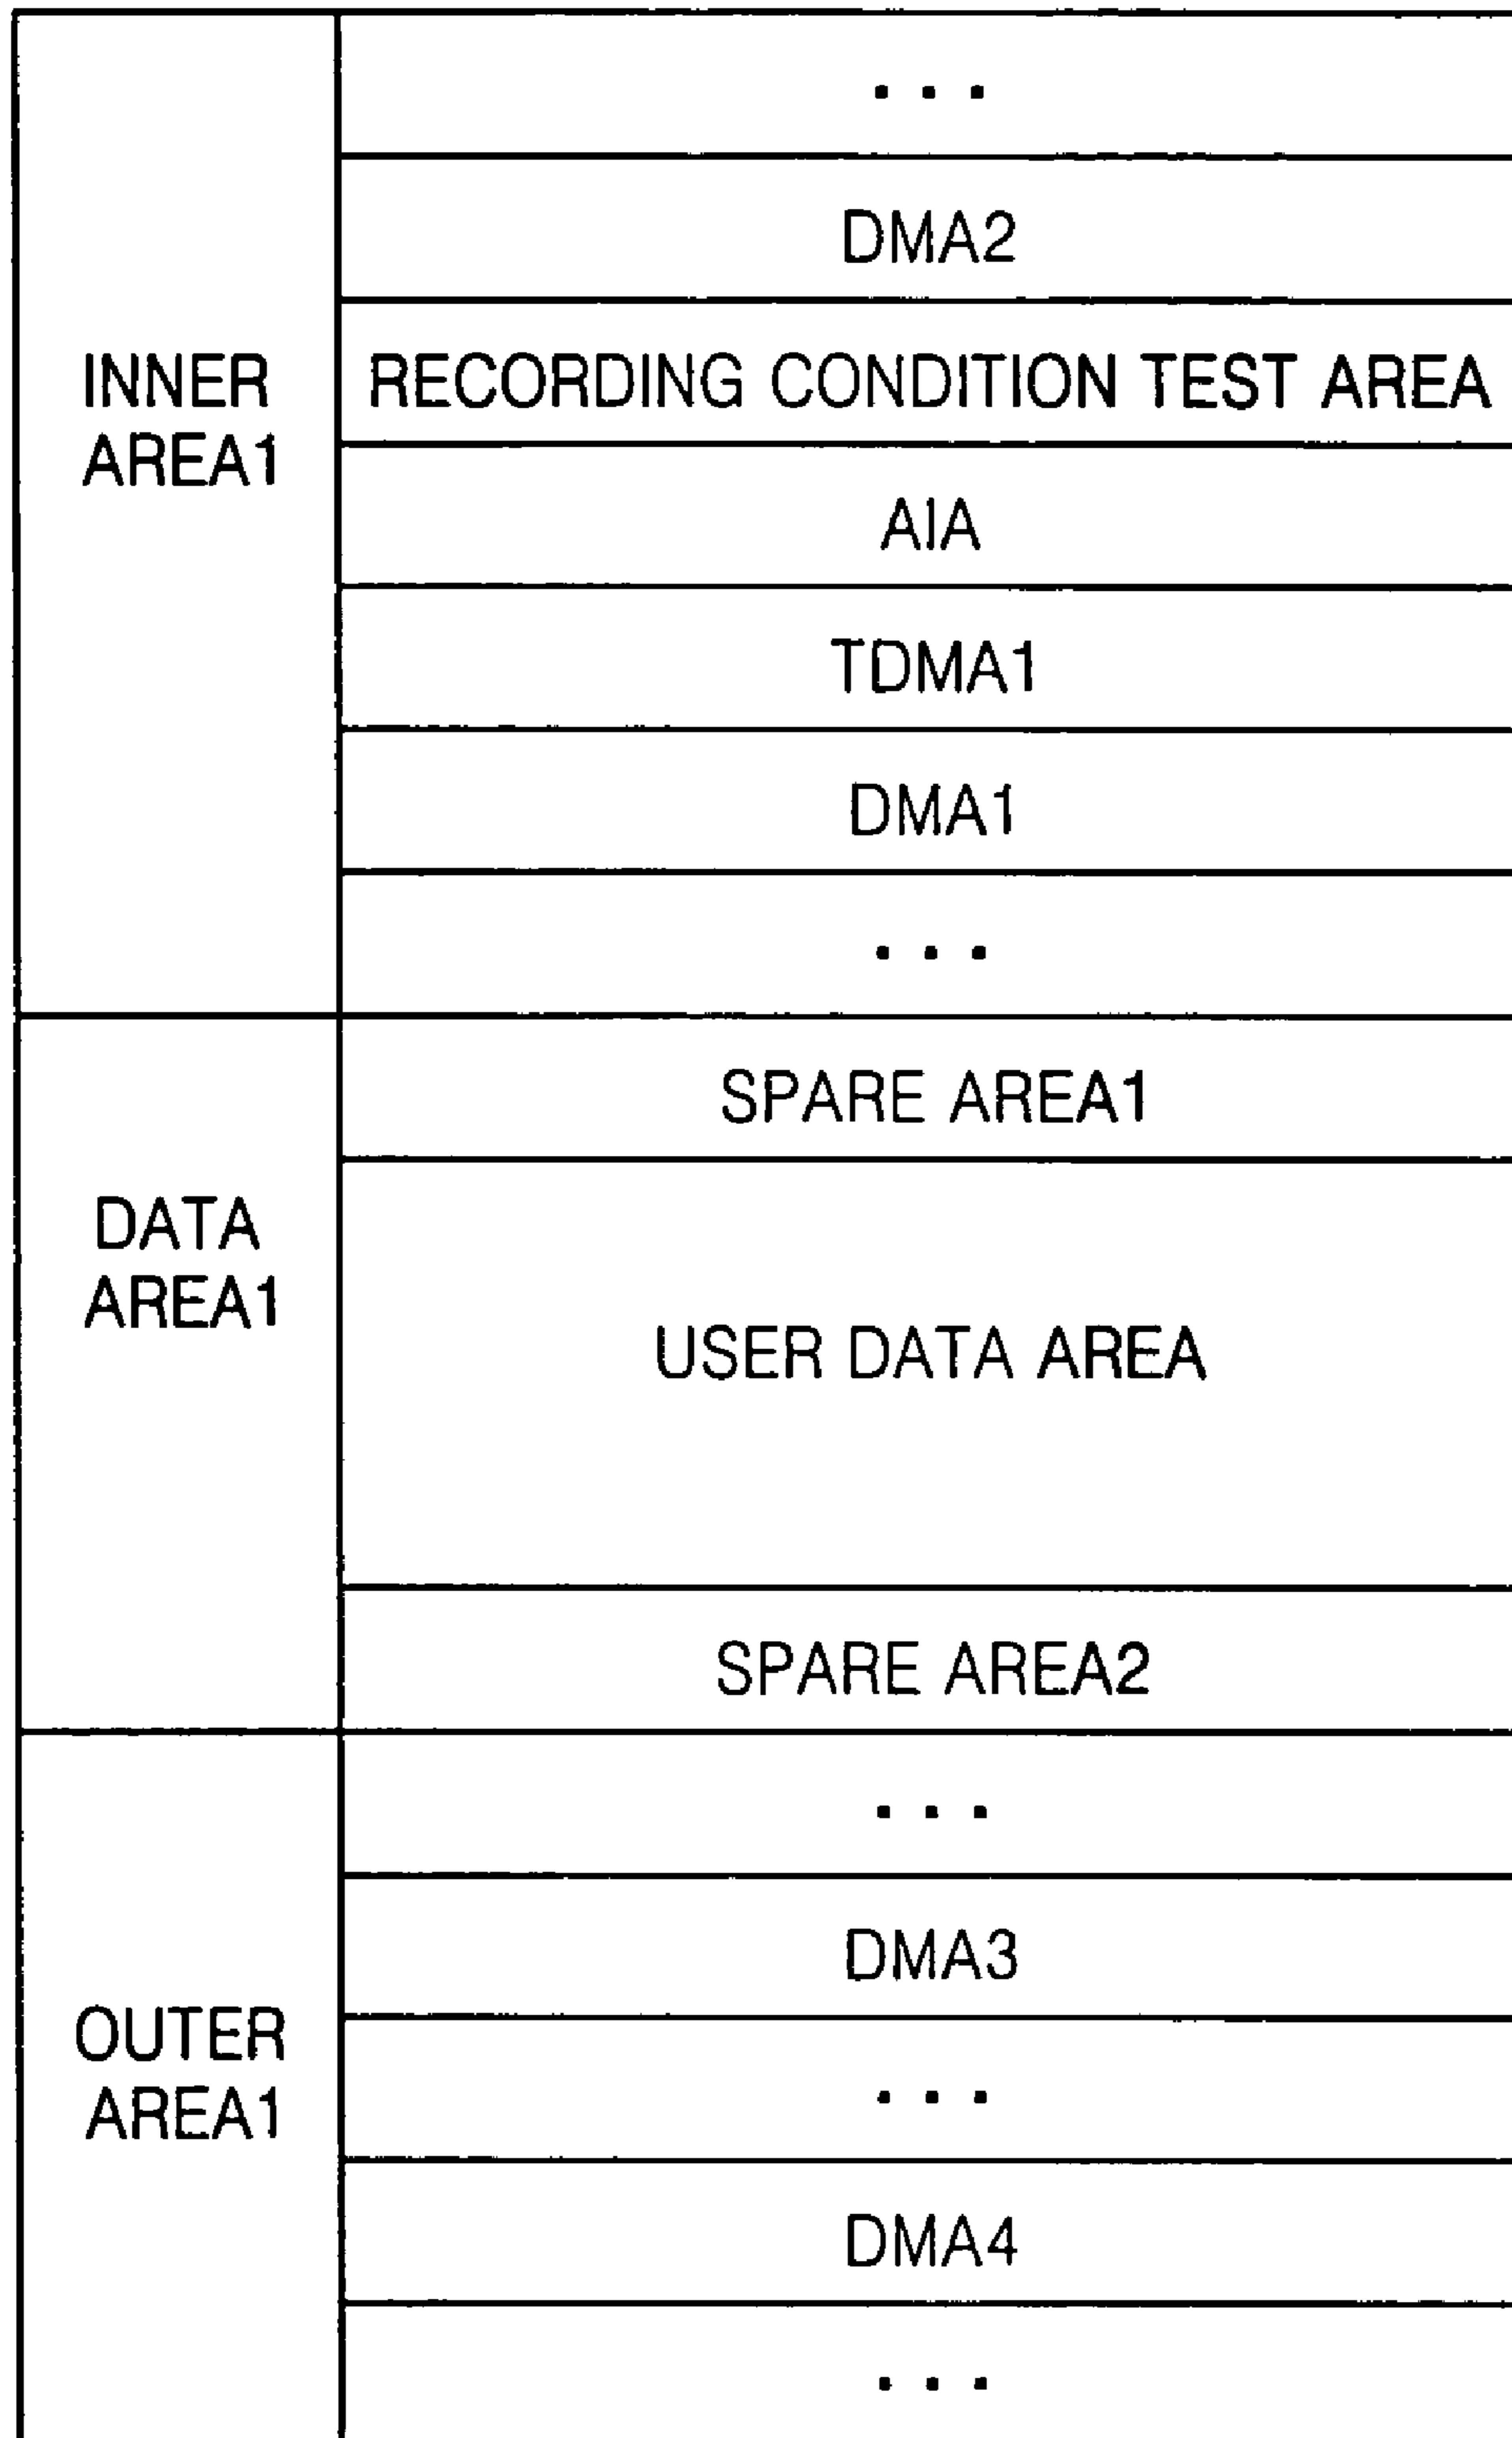 . . .
DMA2
INNER
AREA1
RECORDING CONDITION TEST AREA
AIA
TDMA1
DMA1
. . .
DATA
AREA1
SPARE AREA1
USER DATA AREA
SPARE AREA2
OUTER
AREA1
. . .
DMA3
. . .
DMA4
. . .